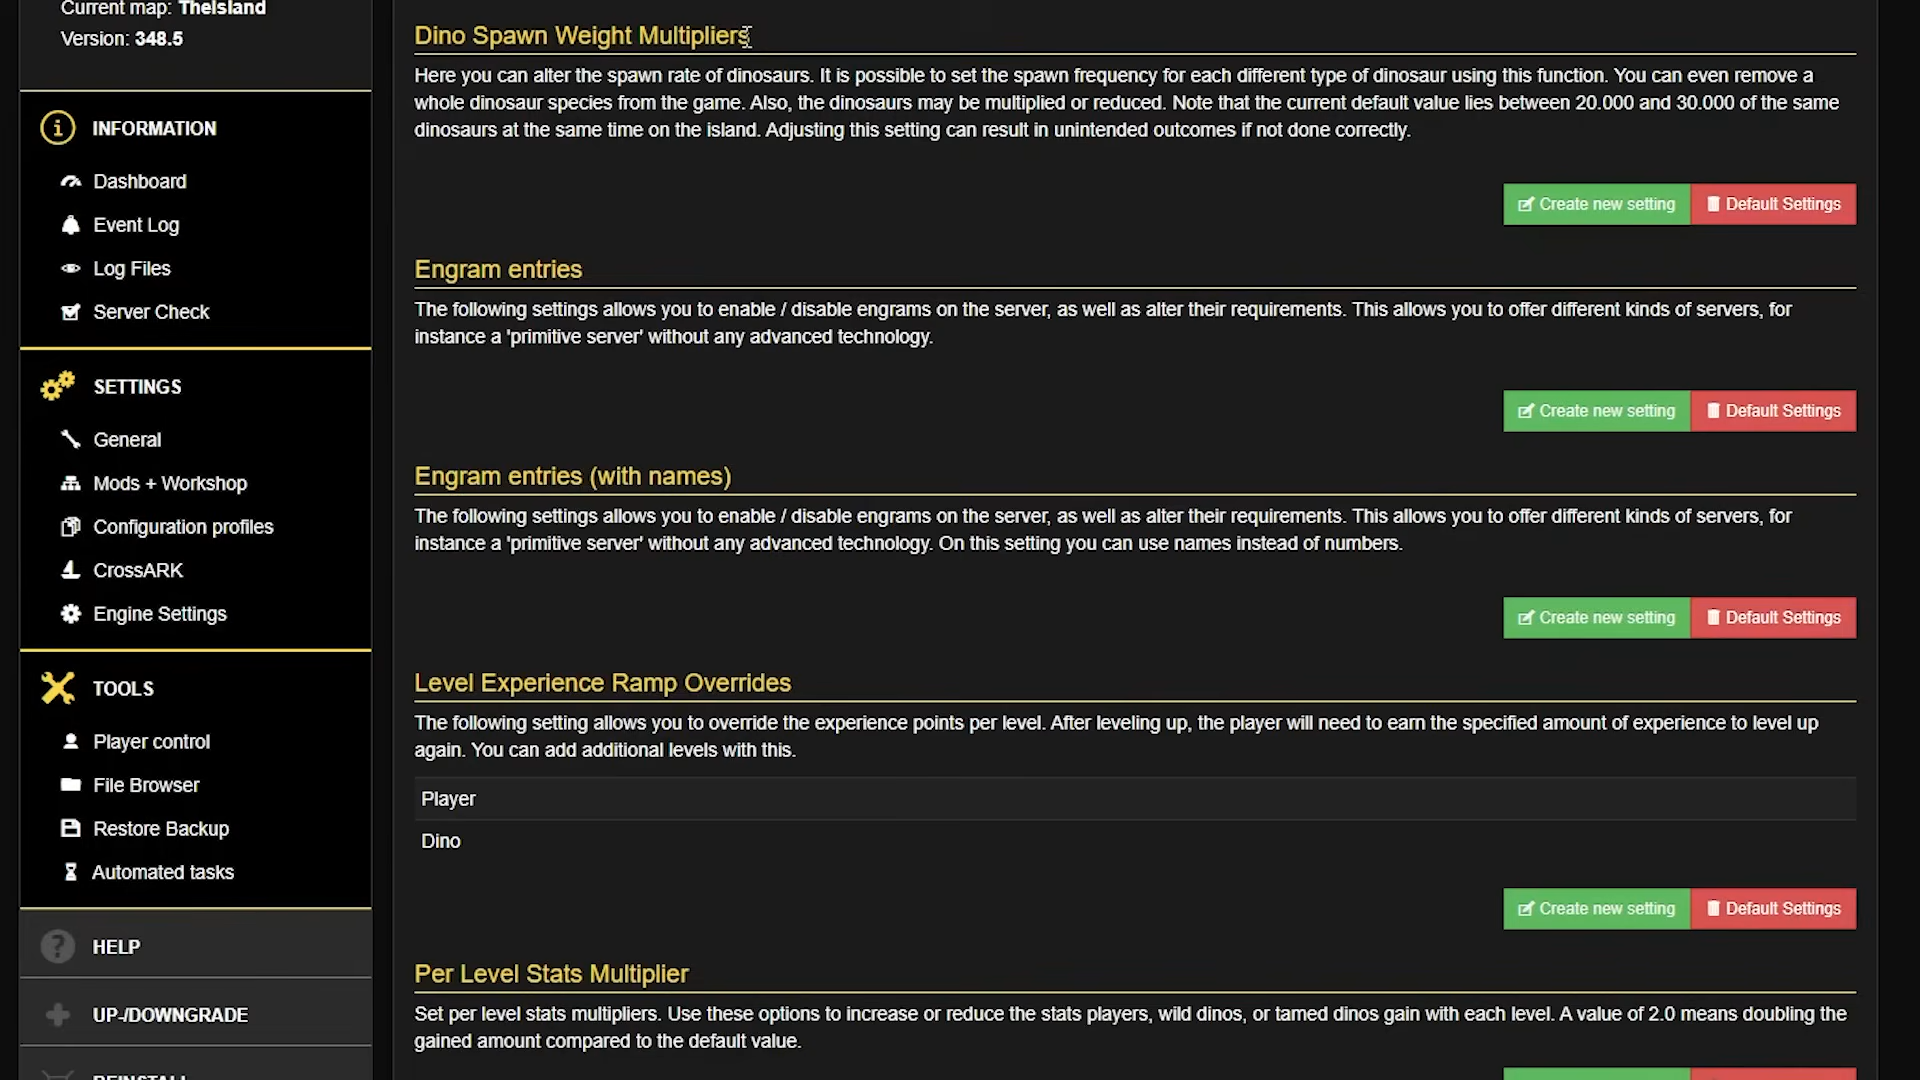 Current map: TheIsland
Version: 348.5
INFORMATION
Dashboard
Event Log
Log Files
Server Check
SETTINGS
General
Mods + Workshop
Configuration profiles
CrossARK
Engine Settings
TOOLS
Player control
File Browser
Restore Backup
Automated tasks
HELP
UP-/DOWNGRADE
REINSTALL
Dino Spawn Weight Multipliers
Here you can alter the spawn rate of dinosaurs. It is possible to set the spawn frequency for each different type of dinosaur using this function. You can even remove a
whole dinosaur species from the game. Also, the dinosaurs may be multiplied or reduced. Note that the current default value lies between 20.000 and 30.000 of the same
dinosaurs at the same time on the island. Adjusting this setting can result in unintended outcomes if not done correctly.
Create new setting Default Settings
Engram entries
The following settings allows you to enable / disable engrams on the server, as well as alter their requirements. This allows you to offer different kinds of servers, for
instance a 'primitive server' without any advanced technology.
Create new setting Default Settings
Engram entries (with names)
The following settings allows you to enable / disable engrams on the server, as well as alter their requirements. This allows you to offer different kinds of servers, for
instance a 'primitive server' without any advanced technology. On this setting you can use names instead of numbers.
Create new setting Default Settings
Level Experience Ramp Overrides
The following setting allows you to override the experience points per level. After leveling up, the player will need to earn the specified amount of experience to level up
again. You can add additional levels with this.
Player
Dino
Create new setting Default Settings
Per Level Stats Multiplier
Set per level stats multipliers. Use these options to increase or reduce the stats players, wild dinos, or tamed dinos gain with each level. A value of 2.0 means doubling the
gained amount compared to the default value.